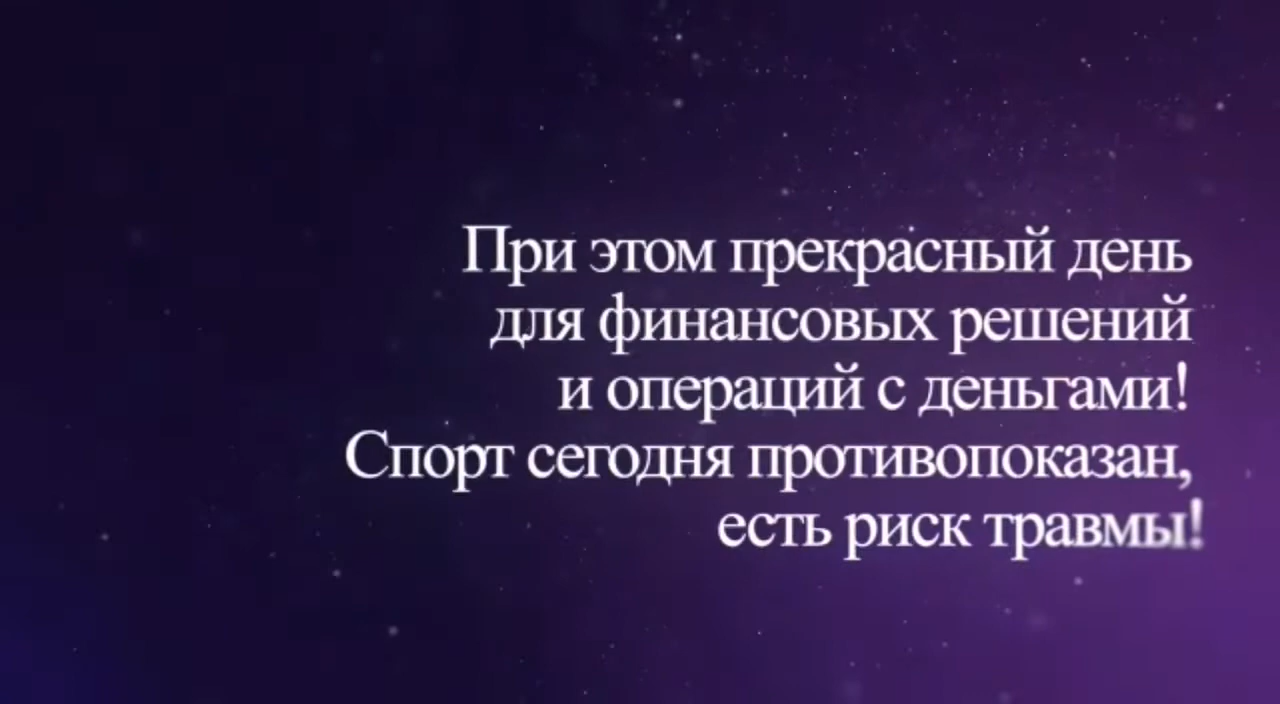 При этом прекрасный день
для финансовых решений
и операций с деньгами!
Спорт сегодня противопоказан,
есть риск травмы!